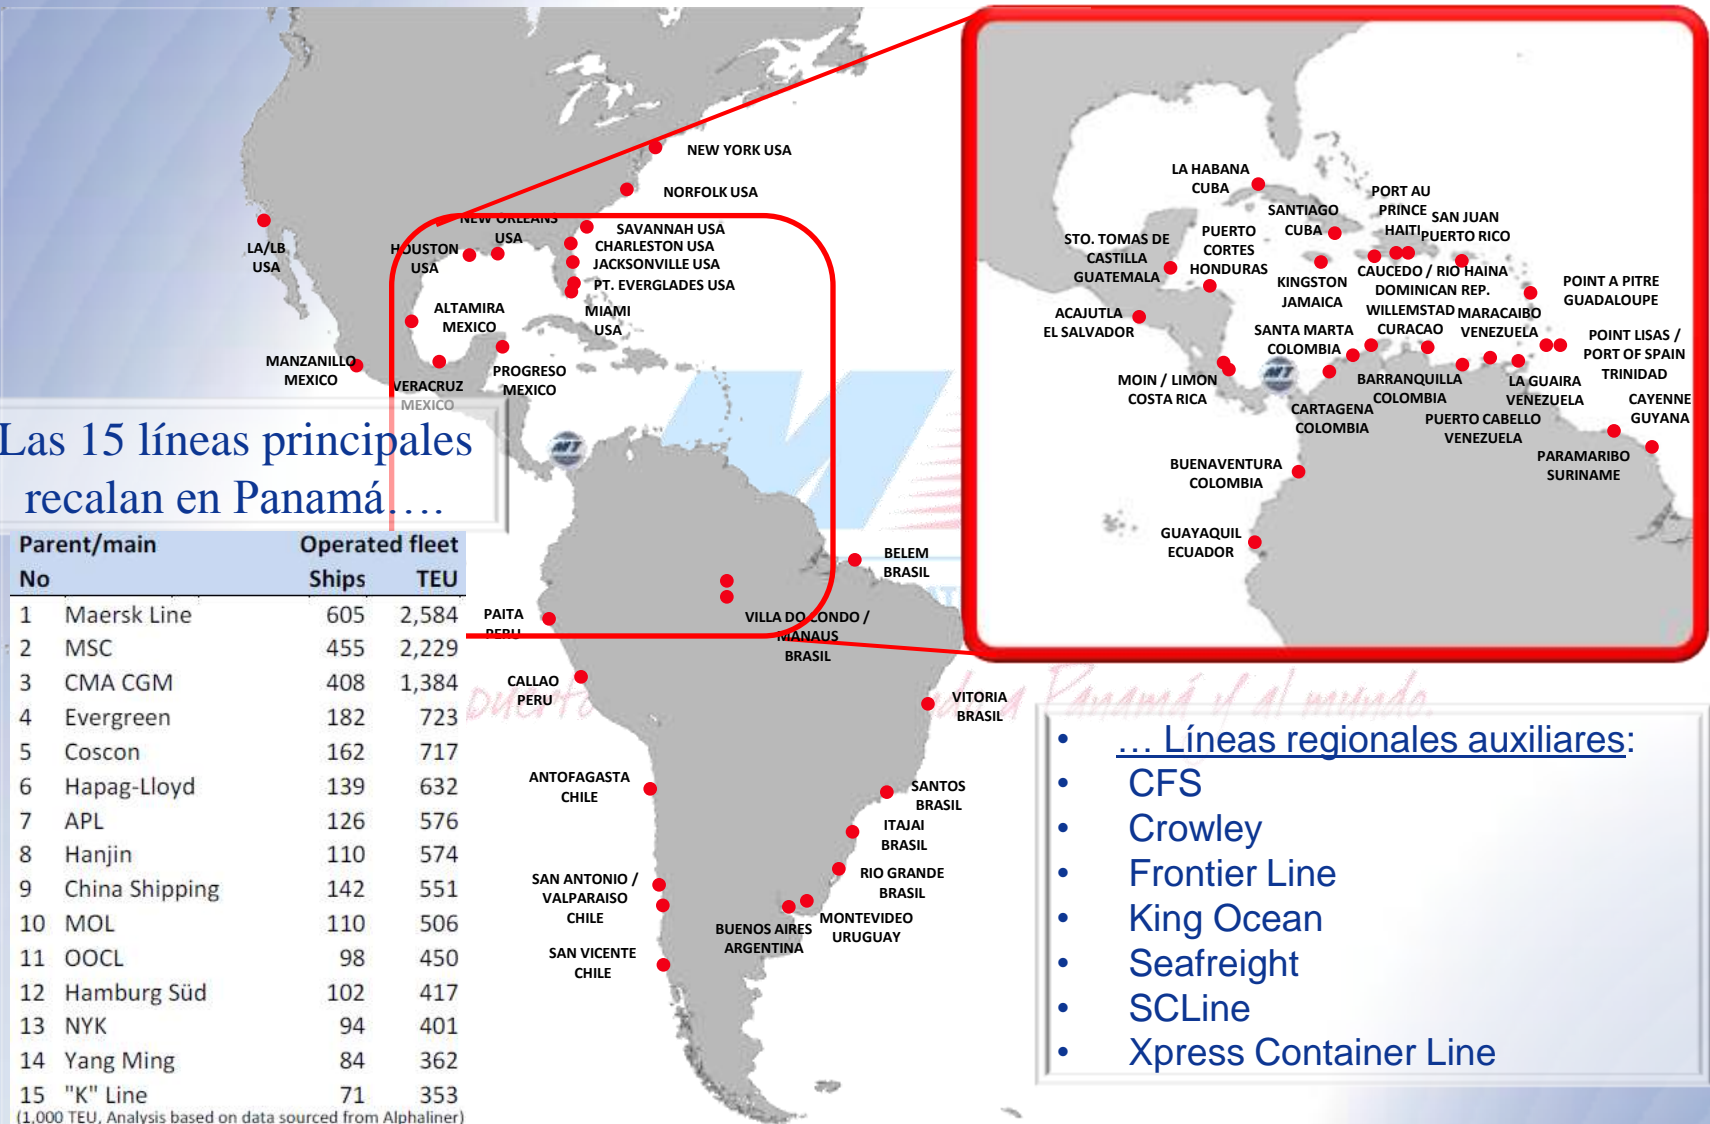 NEW YORK USA
NORFOLK USA
NEW ORLEANS
USA
SAVANNAH USA
CHARLESTON USA
JACKSONVILLE USA
PT. EVERGLADES USA
MIAMI
USA
LA/LB
USA
HOUSTON
USA
ALTAMIRA
MEXICO
MANZANILLO
MEXICO
VERACRUZ
MEXICO
PROGRESO
MEXICO
MT
Las 15 líneas principales
recalan en Panamá….
Parent/main Operated fleet
No Ships TEU
1 Maersk Line 605 2,584
2 MSC 455 2,229
3 CMA CGM 408 1,384
4 Evergreen 182 723
5 Coscon 162 717
6 Hapag-Lloyd 139 632
7 APL 126 576
8 Hanjin 110 574
9 China Shipping 142 551
10 MOL 110 506
11 OOCL 98 450
12 Hamburg Süd 102 417
13 NYK 94 401
14 Yang Ming 84 362
15 "K" Line 71 353
(1,000 TEU, Analysis based on data sourced from Alphaliner)
BELEM
BRASIL
VILLA DO CONDO /
MANAUS
BRASIL
PAITA
PERU
CALLAO
PERU
VITORIA
BRASIL
ANTOFAGASTA
CHILE
SANTOS
BRASIL
ITAJAI
BRASIL
RIO GRANDE
BRASIL
SAN ANTONIO /
VALPARAISO
CHILE
MONTEVIDEO
URUGUAY
BUENOS AIRES
ARGENTINA
SAN VICENTE
CHILE
LA HABANA
CUBA
SANTIAGO
CUBA
PORT AU
PRINCE
HAITI
SAN JUAN
PUERTO RICO
STO. TOMAS DE
CASTILLA
GUATEMALA
PUERTO
CORTES
HONDURAS
KINGSTON
JAMAICA
CAUCEDO / RIO HAINA
DOMINICAN REP.
POINT A PITRE
GUADALOUPE
ACAJUTLA
EL SALVADOR
SANTA MARTA
COLOMBIA
WILLEMSTAD
CURACAO
MARACAIBO
VENEZUELA
POINT LISAS /
PORT OF SPAIN
TRINIDAD
MOIN / LIMON
COSTA RICA
MT
CARTAGENA
COLOMBIA
BARRANQUILLA
COLOMBIA
PUERTO CABELLO
VENEZUELA
LA GUAIRA
VENEZUELA
CAYENNE
GUYANA
PARAMARIBO
SURINAME
BUENAVENTURA
COLOMBIA
GUAYAQUIL
ECUADOR
a Panamá y al mundo.
• … Líneas regionales auxiliares:
• CFS
• Crowley
• Frontier Line
• King Ocean
• Seafreight
• SCLine
• Xpress Container Line